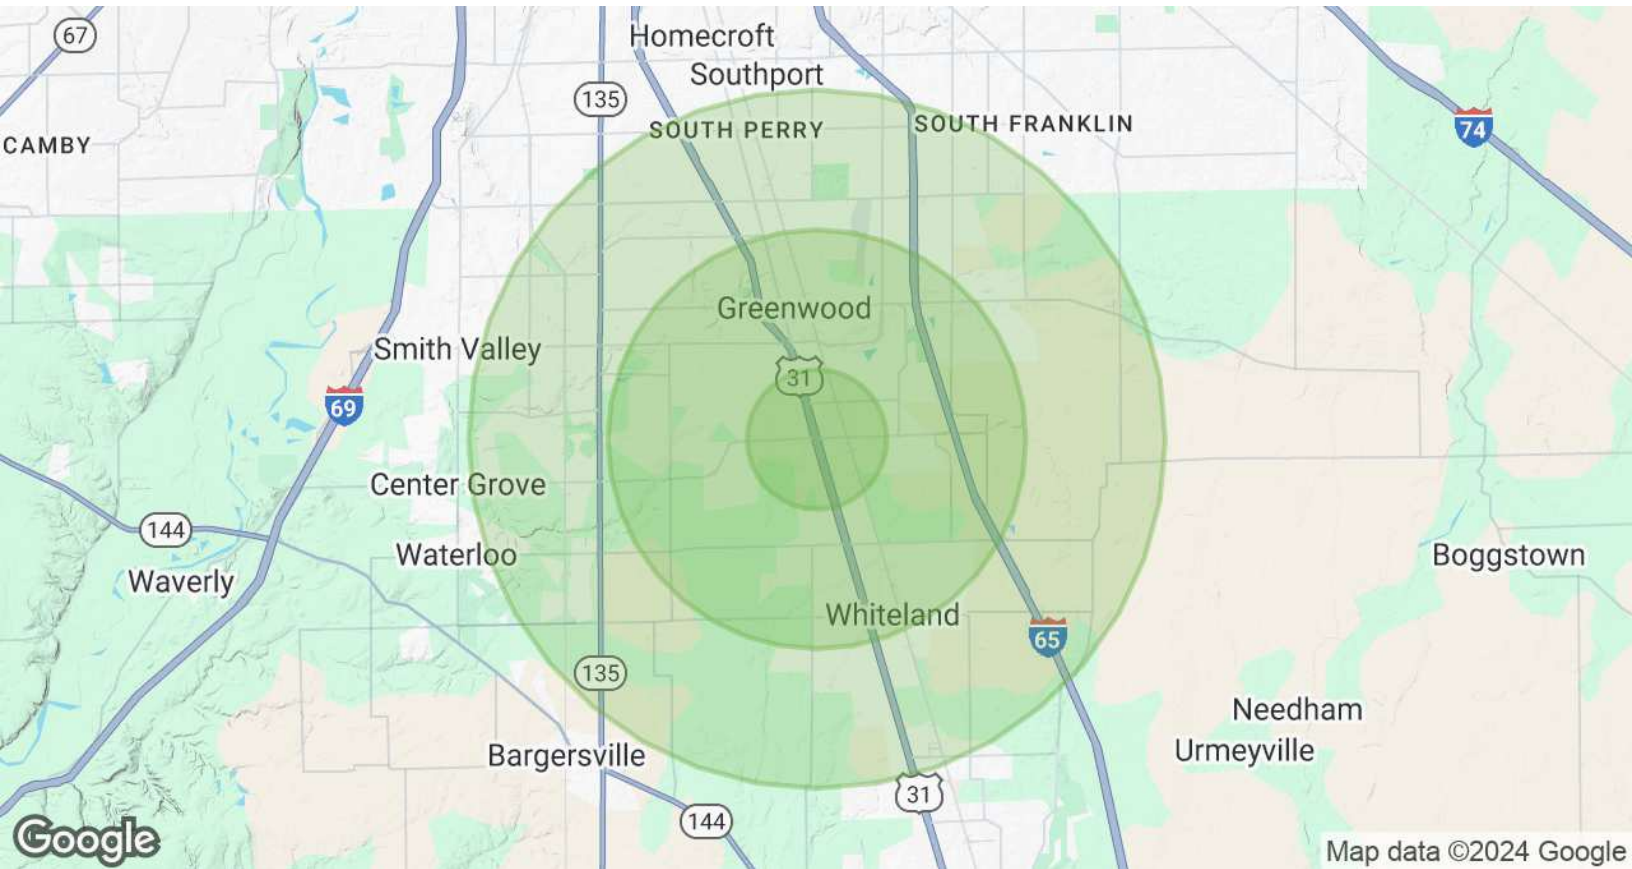 67
Homecroft
Southport
135
SOUTH PERRY
SOUTH FRANKLIN
74
CAMBY
Greenwood
Smith Valley
31
69
Center Grove
144
Waterloo
Waverly
Boggstown
Whiteland
65
135
Needham
Urmeyville
Bargersville
31
144
Google
Map data ©2024 Google